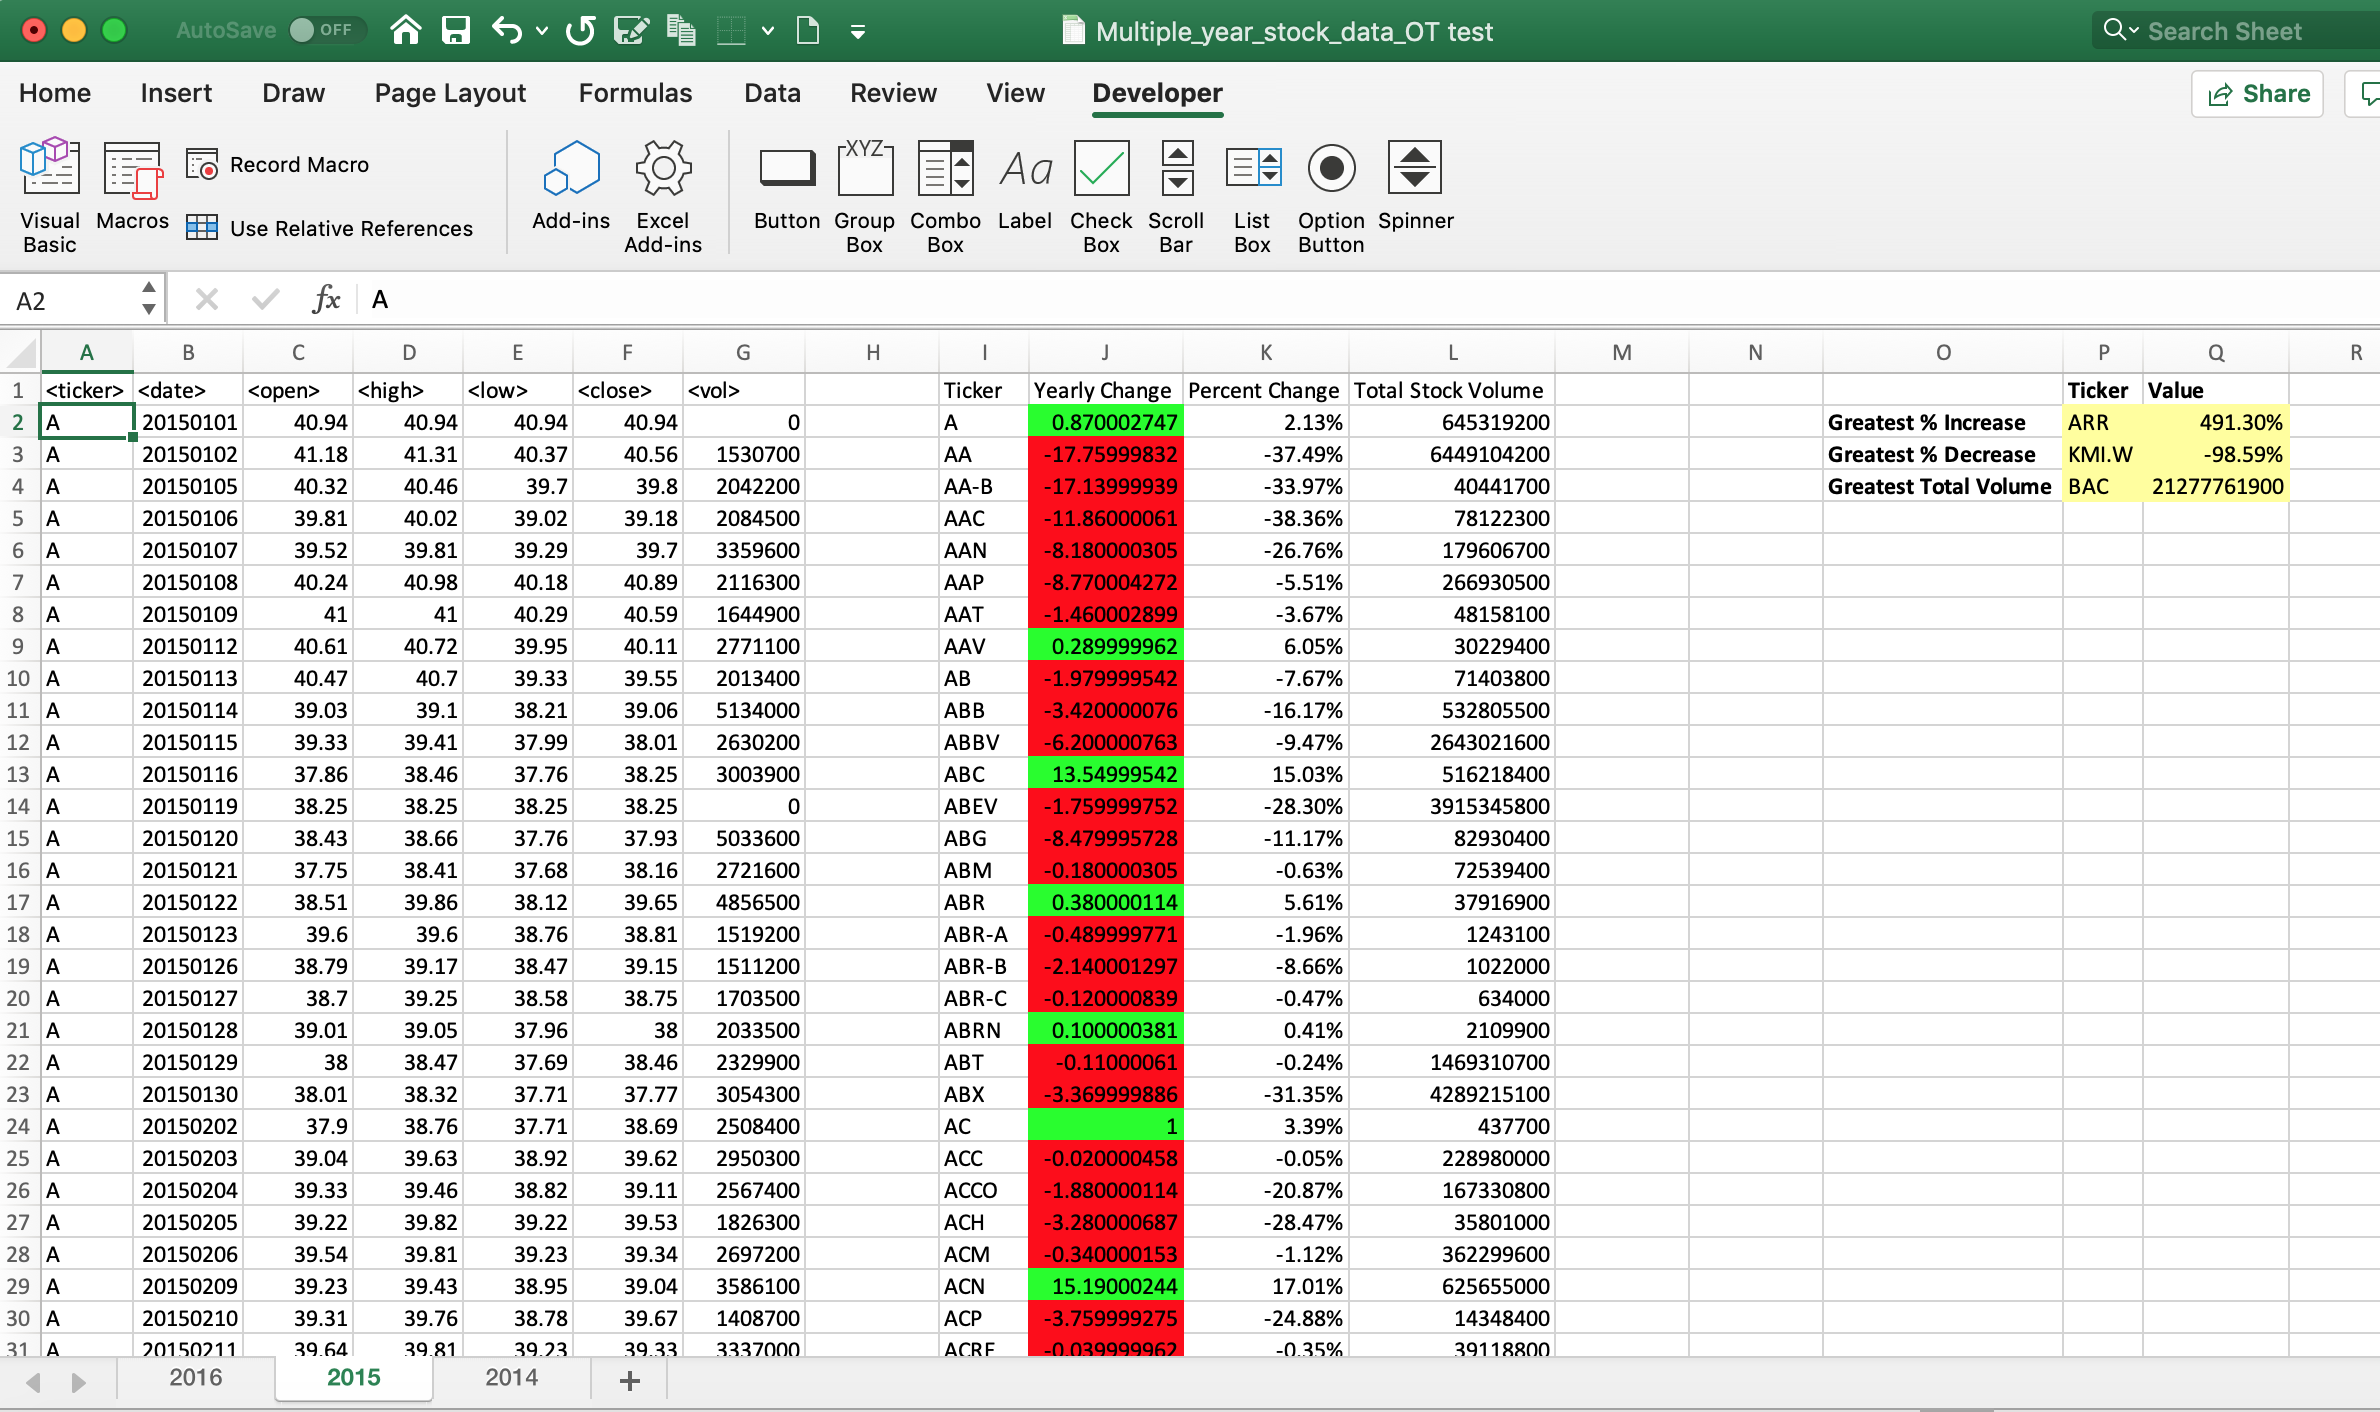 AutoSave OFF Multiple_year_stock_data_OT test Search Sheet
Home Insert Draw Page Layout Formulas Data Review View Developer Share
Visual Basic Macros Record Macro Use Relative References Add-ins Excel Add-ins Button Group Box Combo Box Label Check Box Scroll Bar List Box Option Button Spinner
XYZ Aa
A2 fx A
A B C D E F G H I J K L M N O P Q R
1 <ticker> <date> <open> <high> <low> <close> <vol> Ticker Yearly Change Percent Change Total Stock Volume Ticker Value
2 A 20150101 40.94 40.94 40.94 40.94 0 A 0.870002747 2.13% 645319200 Greatest % Increase ARR 491.30%
3 A 20150102 41.18 41.31 40.37 40.56 1530700 AA -17.75999832 -37.49% 6449104200 Greatest % Decrease KMI.W -98.59%
4 A 20150105 40.32 40.46 39.7 39.8 2042200 AA-B -17.13999939 -33.97% 40441700 Greatest Total Volume BAC 21277761900
5 A 20150106 39.81 40.02 39.02 39.18 2084500 AAC -11.86000061 -38.36% 78122300
6 A 20150107 39.52 39.81 39.29 39.7 3359600 AAN -8.180000305 -26.76% 179606700
7 A 20150108 40.24 40.98 40.18 40.89 2116300 AAP -8.770004272 -5.51% 266930500
8 A 20150109 41 41 40.29 40.59 1644900 AAT -1.460002899 -3.67% 48158100
9 A 20150112 40.61 40.72 39.95 40.11 2771100 AAV 0.289999962 6.05% 30229400
10 A 20150113 40.47 40.7 39.33 39.55 2013400 AB -1.979999542 -7.67% 71403800
11 A 20150114 39.03 39.1 38.21 39.06 5134000 ABB -3.420000076 -16.17% 532805500
12 A 20150115 39.33 39.41 37.99 38.01 2630200 ABBV -6.200000763 -9.47% 2643021600
13 A 20150116 37.86 38.46 37.76 38.25 3003900 ABC 13.54999542 15.03% 516218400
14 A 20150119 38.25 38.25 38.25 38.25 0 ABEV -1.759999752 -28.30% 3915345800
15 A 20150120 38.43 38.66 37.76 37.93 5033600 ABG -8.479995728 -11.17% 82930400
16 A 20150121 37.75 38.41 37.68 38.16 2721600 ABM -0.180000305 -0.63% 72539400
17 A 20150122 38.51 39.86 38.12 39.65 4856500 ABR 0.380000114 5.61% 37916900
18 A 20150123 39.6 39.6 38.76 38.81 1519200 ABR-A -0.489999771 -1.96% 1243100
19 A 20150126 38.79 39.17 38.47 39.15 1511200 ABR-B -2.140001297 -8.66% 1022000
20 A 20150127 38.7 39.25 38.58 38.75 1703500 ABR-C -0.120000839 -0.47% 634000
21 A 20150128 39.01 39.05 37.96 38 2033500 ABRN 0.100000381 0.41% 2109900
22 A 20150129 38 38.47 37.69 38.46 2329900 ABT -0.11000061 -0.24% 1469310700
23 A 20150130 38.01 38.32 37.71 37.77 3054300 ABX -3.369999886 -31.35% 4289215100
24 A 20150202 37.9 38.76 37.71 38.69 2508400 AC 1 3.39% 437700
25 A 20150203 39.04 39.63 38.92 39.62 2950300 ACC -0.020000458 -0.05% 228980000
26 A 20150204 39.33 39.46 38.82 39.11 2567400 ACCO -1.880000114 -20.87% 167330800
27 A 20150205 39.22 39.82 39.22 39.53 1826300 ACH -3.280000687 -28.47% 35801000
28 A 20150206 39.54 39.81 39.23 39.34 2697200 ACM -0.340000153 -1.12% 362299600
29 A 20150209 39.23 39.43 38.95 39.04 3586100 ACN 15.19000244 17.01% 625655000
30 A 20150210 39.31 39.76 38.78 39.67 1408700 ACP -3.759999275 -24.88% 14348400
31 A 20150211 39.64 39.81 39.23 39.33 3337000 ACRE -0.039999962 -0.35% 39118800
2016 2015 2014 +